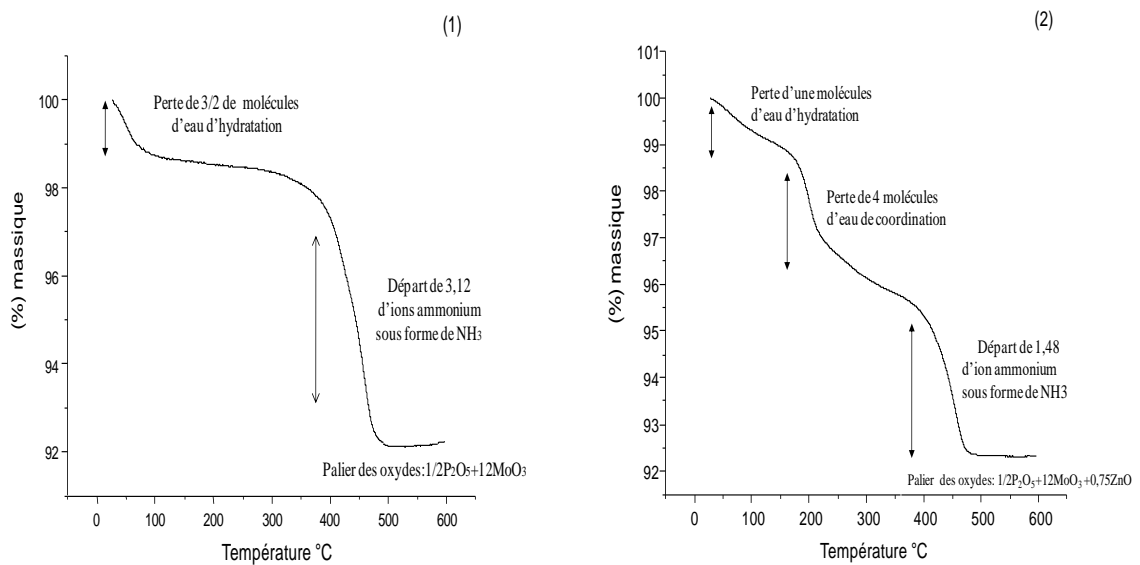 (1)
100
98
96
94
92
(%) massique
Perte de 3/2 de molécules
d'eau d'hydratation
Départ de 3,12
d'ions ammonium
sous forme de NH3
Palier des oxydes:1/2P2O5+12MoO3
0 100 200 300 400 500 600
Température °C
(2)
101
100
99
98
97
96
95
94
93
92
(%) massique
Perte d'une molécules
d'eau d'hydratation
Perte de 4 molécules
d'eau de coordination
Départ de 1,48
d'ion ammonium
sous forme de NH3
Palier des oxydes: 1/2P2O5+12MoO3+0,75ZnO
0 100 200 300 400 500 600
Température °C